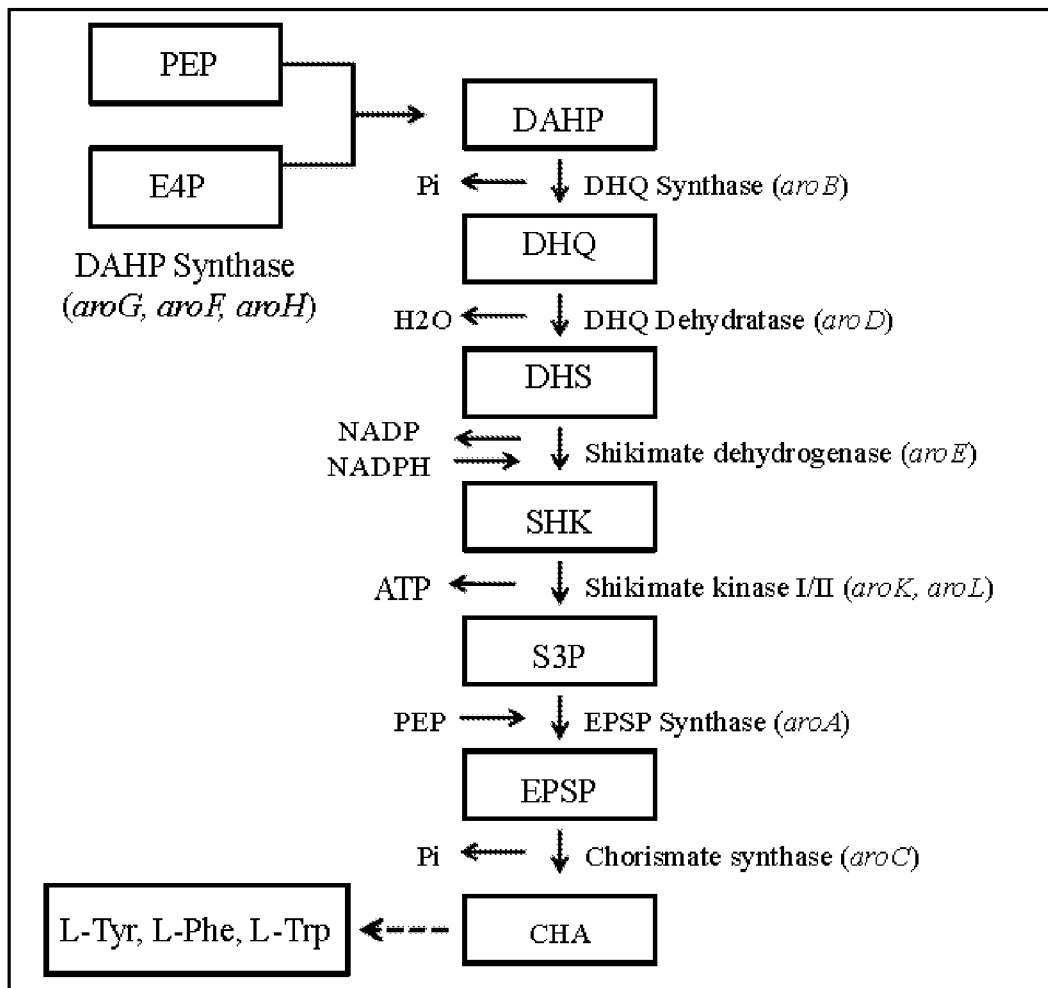 PEP
E4P
DAHP Synthase
(aroG, aroF, aroH)
DAHP
Pi
DHQ Synthase (aroB)
DHQ
H2O
DHQ Dehydratase (aroD)
DHS
NADP
NADPH
Shikimate dehydrogenase (aroE)
SHK
ATP
Shikimate kinase I/II (aroK, aroL)
S3P
PEP
EPSP Synthase (aroA)
EPSP
Pi
Chorismate synthase (aroC)
CHA
L-Tyr, L-Phe, L-Trp